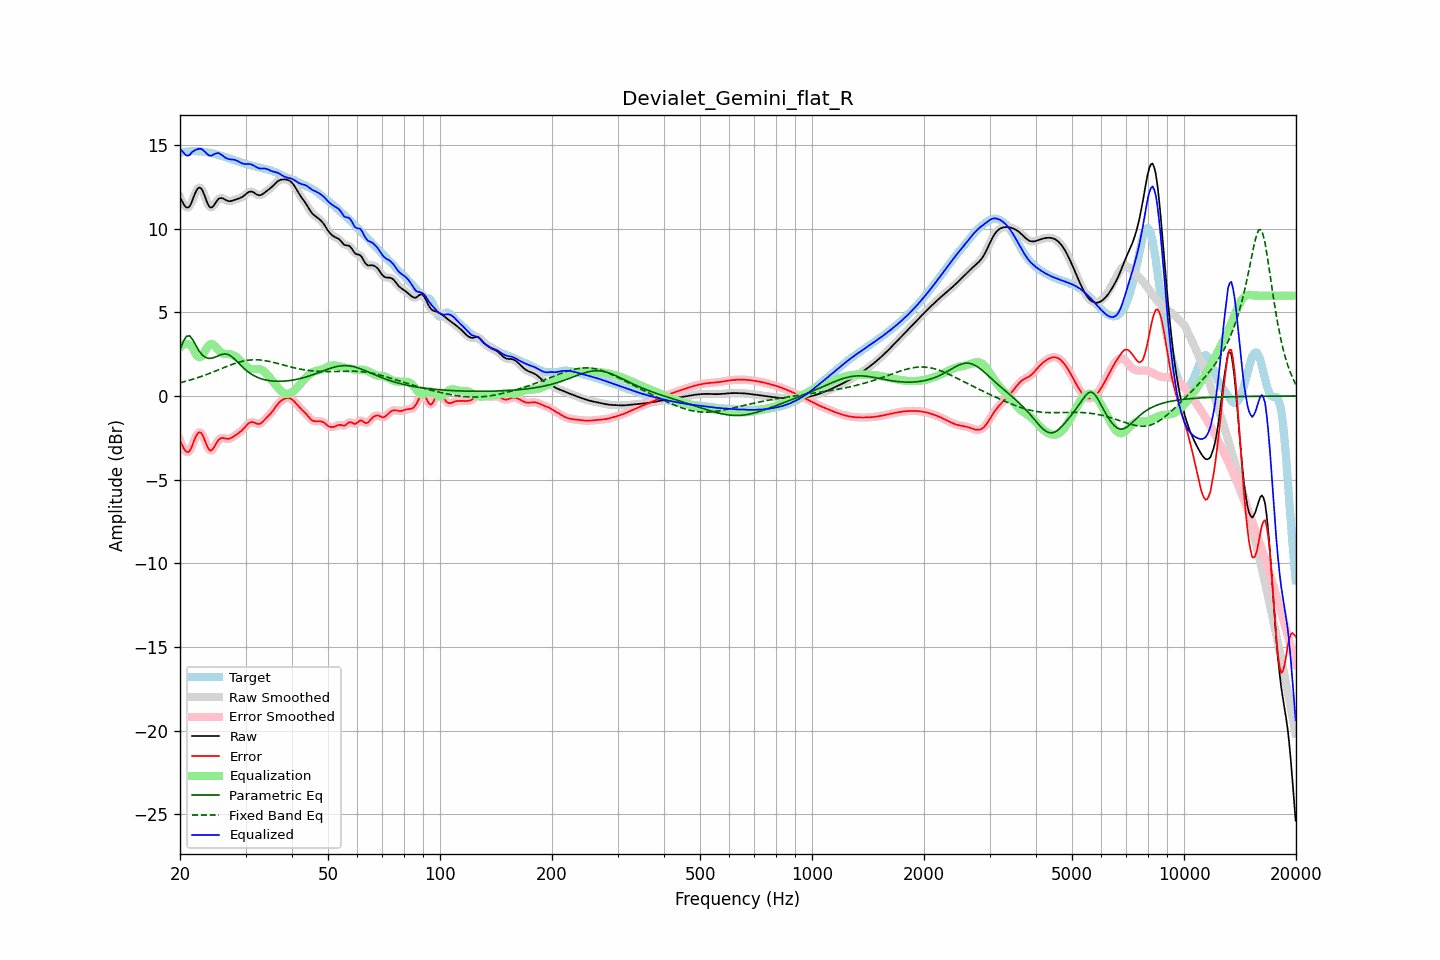 Devialet_Gemini_flat_R
Amplitude (dBr)
15
10
5
0
−5
−10
−15
−20
−25
Target
Raw Smoothed
Error Smoothed
Raw
Error
Equalization
Parametric Eq
Fixed Band Eq
Equalized
20 50 100 200 500 1000 2000 5000 10000 20000
Frequency (Hz)